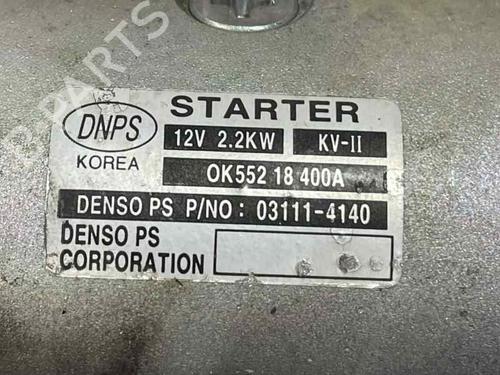 STARTER
DNPS
12V 2.2KW KV-II
KOREA
OK552 18 400A
DENSO PS P/NO : 03111-4140
DENSO PS
CORPORATION